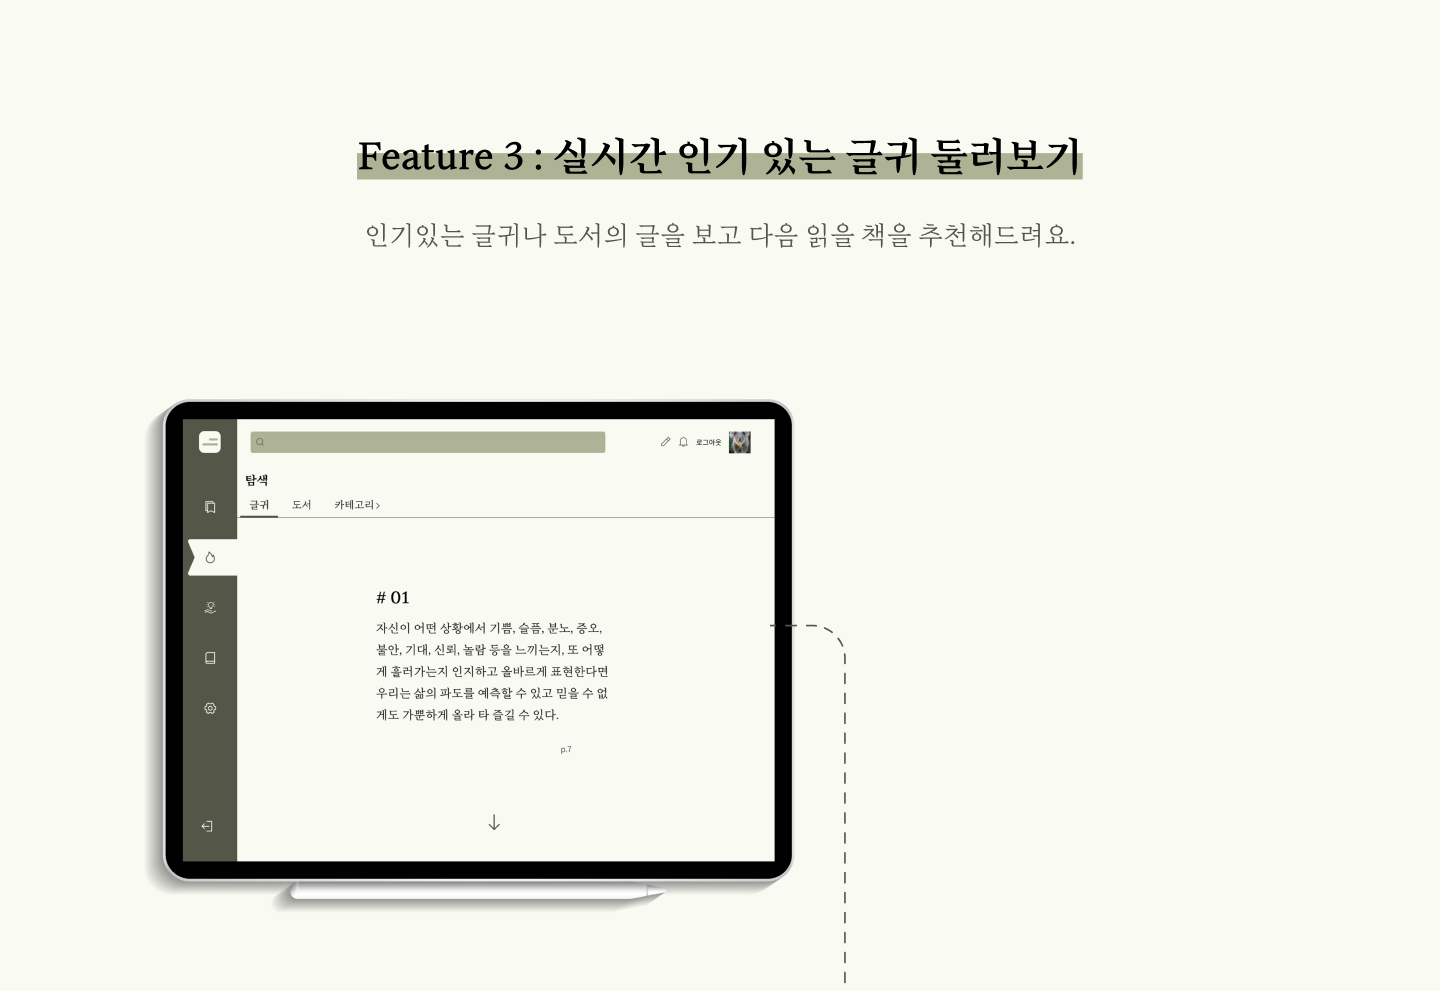 Feature 3 : 실시간 인기 있는 글귀 둘러보기
인기있는 글귀나 도서의 글을 보고 다음 읽을 책을 추천해드려요.
로그아웃
탐색
글귀 도서 카테고리
# 01
자신이 어떤 상황에서 기쁨, 슬픔, 분노, 증오,
불안, 기대, 신뢰, 놀람 등을 느끼는지, 또 어떻
게 흘러가는지 인지하고 올바르게 표현한다면
우리는 삶의 파도를 예측할 수 있고 믿을 수 없
게도 가뿐하게 올라 타 즐길 수 있다.
p.7